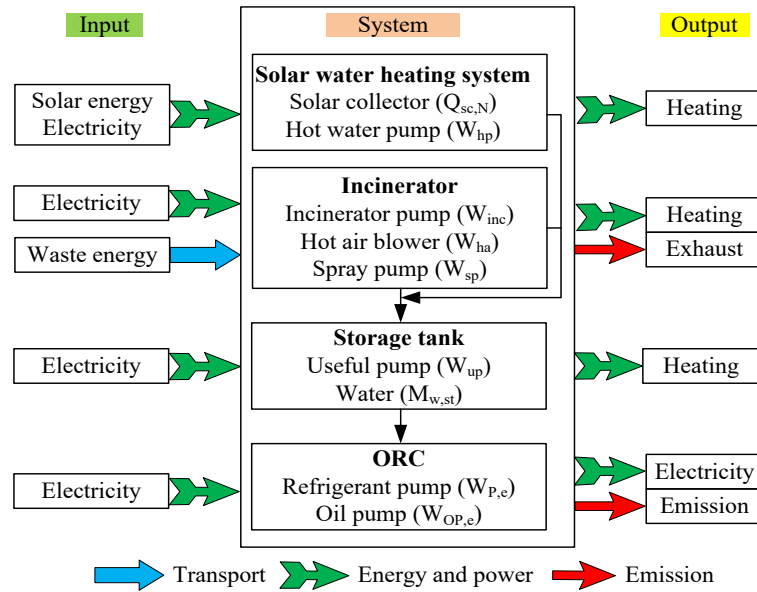 Input
System
Output
Solar energy
Electricity
Solar water heating system
Solar collector (Q_sc,N)
Hot water pump (W_hp)
Heating
Electricity
Waste energy
Incinerator
Incinerator pump (W_inc)
Hot air blower (W_ha)
Spray pump (W_sp)
Heating
Exhaust
Electricity
Storage tank
Useful pump (W_up)
Water (M_w,st)
Heating
Electricity
ORC
Refrigerant pump (W_P,e)
Oil pump (W_OP,e)
Electricity
Emission
Transport
Energy and power
Emission